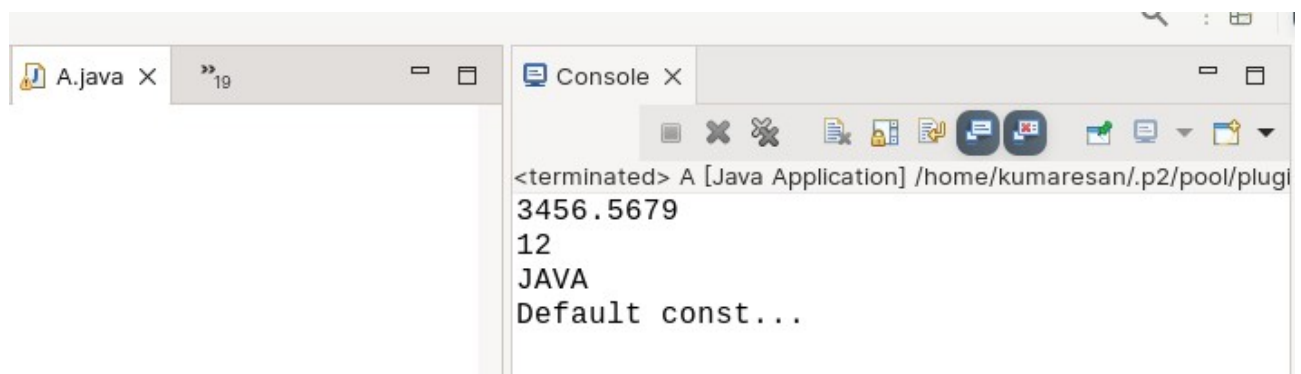 A.java
»19
Console
<terminated> A [Java Application] /home/kumaresan/.p2/pool/plugi
3456.5679
12
JAVA
Default const...